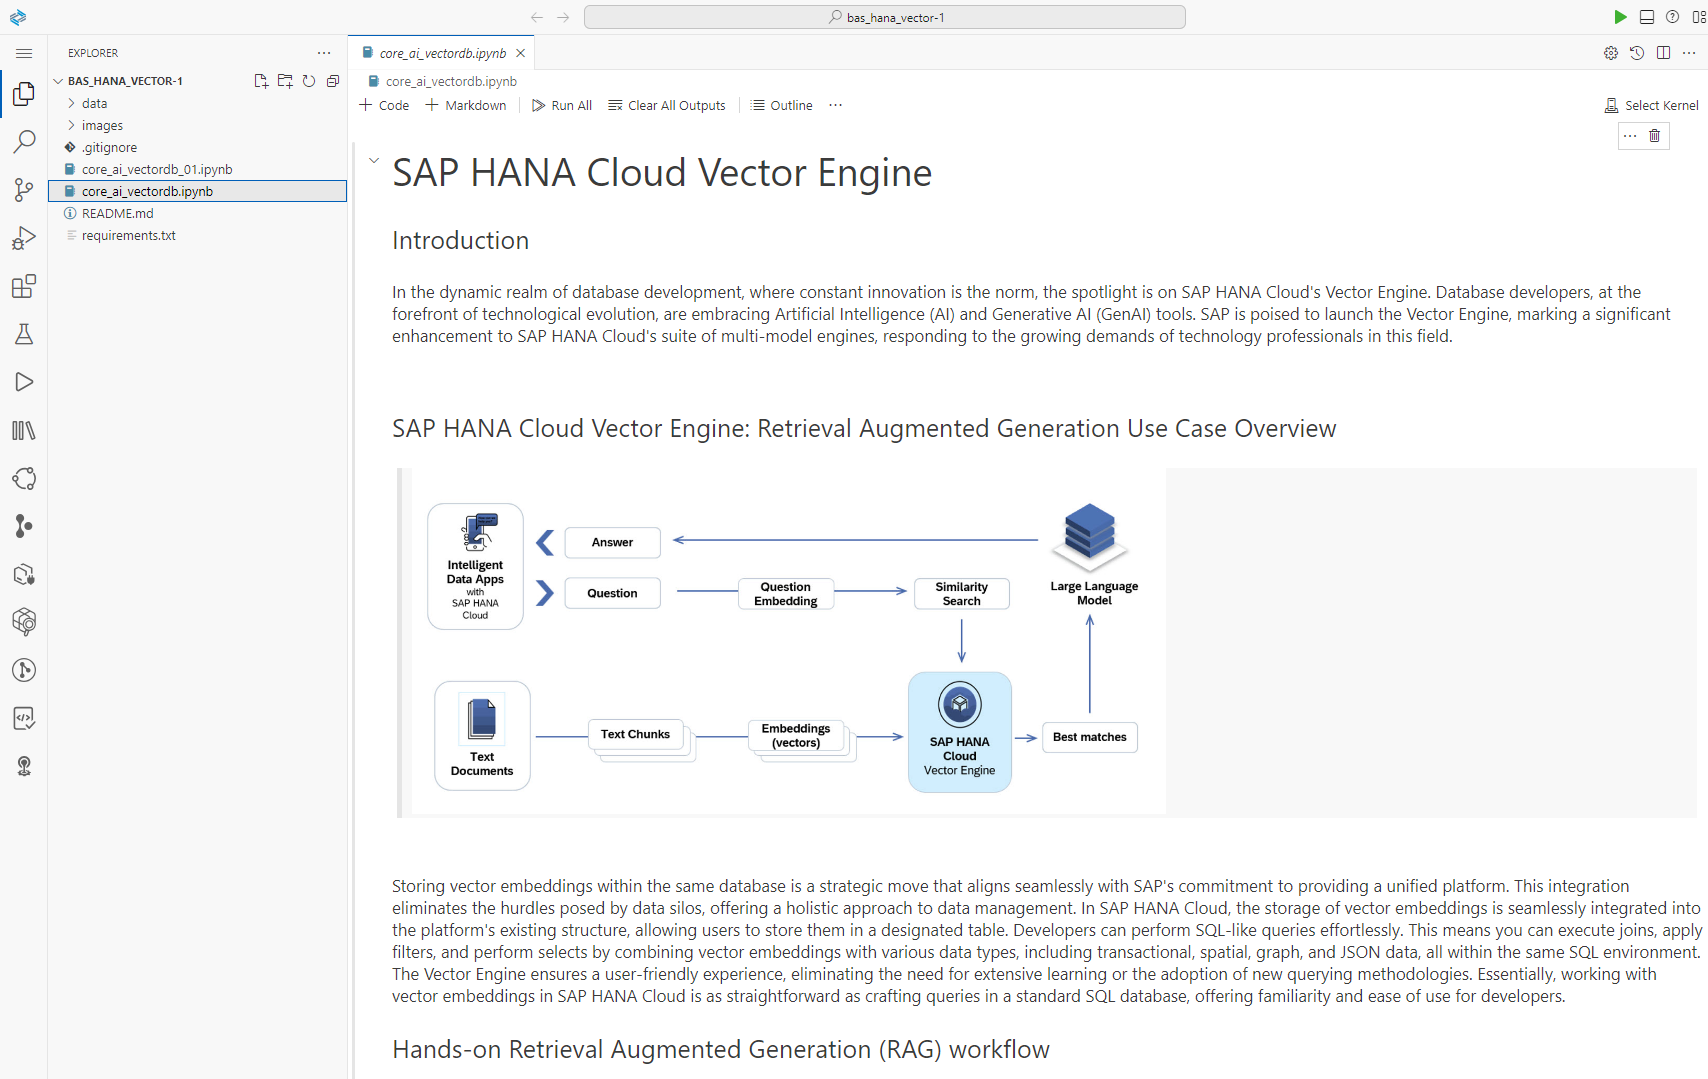 bas_hana_vector-1
EXPLORER
BAS_HANA_VECTOR-1
data
images
.gitignore
core_ai_vectordb_01.ipynb
core_ai_vectordb.ipynb
README.md
requirements.txt
core_ai_vectordb.ipynb
core_ai_vectordb.ipynb
Code
Markdown
Run All
Clear All Outputs
Outline
Select Kernel
SAP HANA Cloud Vector Engine
Introduction
In the dynamic realm of database development, where constant innovation is the norm, the spotlight is on SAP HANA Cloud's Vector Engine. Database developers, at the
forefront of technological evolution, are embracing Artificial Intelligence (AI) and Generative AI (GenAI) tools. SAP is poised to launch the Vector Engine, marking a significant
enhancement to SAP HANA Cloud's suite of multi-model engines, responding to the growing demands of technology professionals in this field.
SAP HANA Cloud Vector Engine: Retrieval Augmented Generation Use Case Overview
Intelligent
Data Apps
with
SAP HANA
Cloud
Answer
Question
Question
Embedding
Similarity
Search
Large Language
Model
Text
Documents
Text Chunks
Embeddings
(vectors)
SAP HANA
Cloud
Vector Engine
Best matches
Storing vector embeddings within the same database is a strategic move that aligns seamlessly with SAP's commitment to providing a unified platform. This integration
eliminates the hurdles posed by data silos, offering a holistic approach to data management. In SAP HANA Cloud, the storage of vector embeddings is seamlessly integrated into
the platform's existing structure, allowing users to store them in a designated table. Developers can perform SQL-like queries effortlessly. This means you can execute joins, apply
filters, and perform selects by combining vector embeddings with various data types, including transactional, spatial, graph, and JSON data, all within the same SQL environment.
The Vector Engine ensures a user-friendly experience, eliminating the need for extensive learning or the adoption of new querying methodologies. Essentially, working with
vector embeddings in SAP HANA Cloud is as straightforward as crafting queries in a standard SQL database, offering familiarity and ease of use for developers.
Hands-on Retrieval Augmented Generation (RAG) workflow